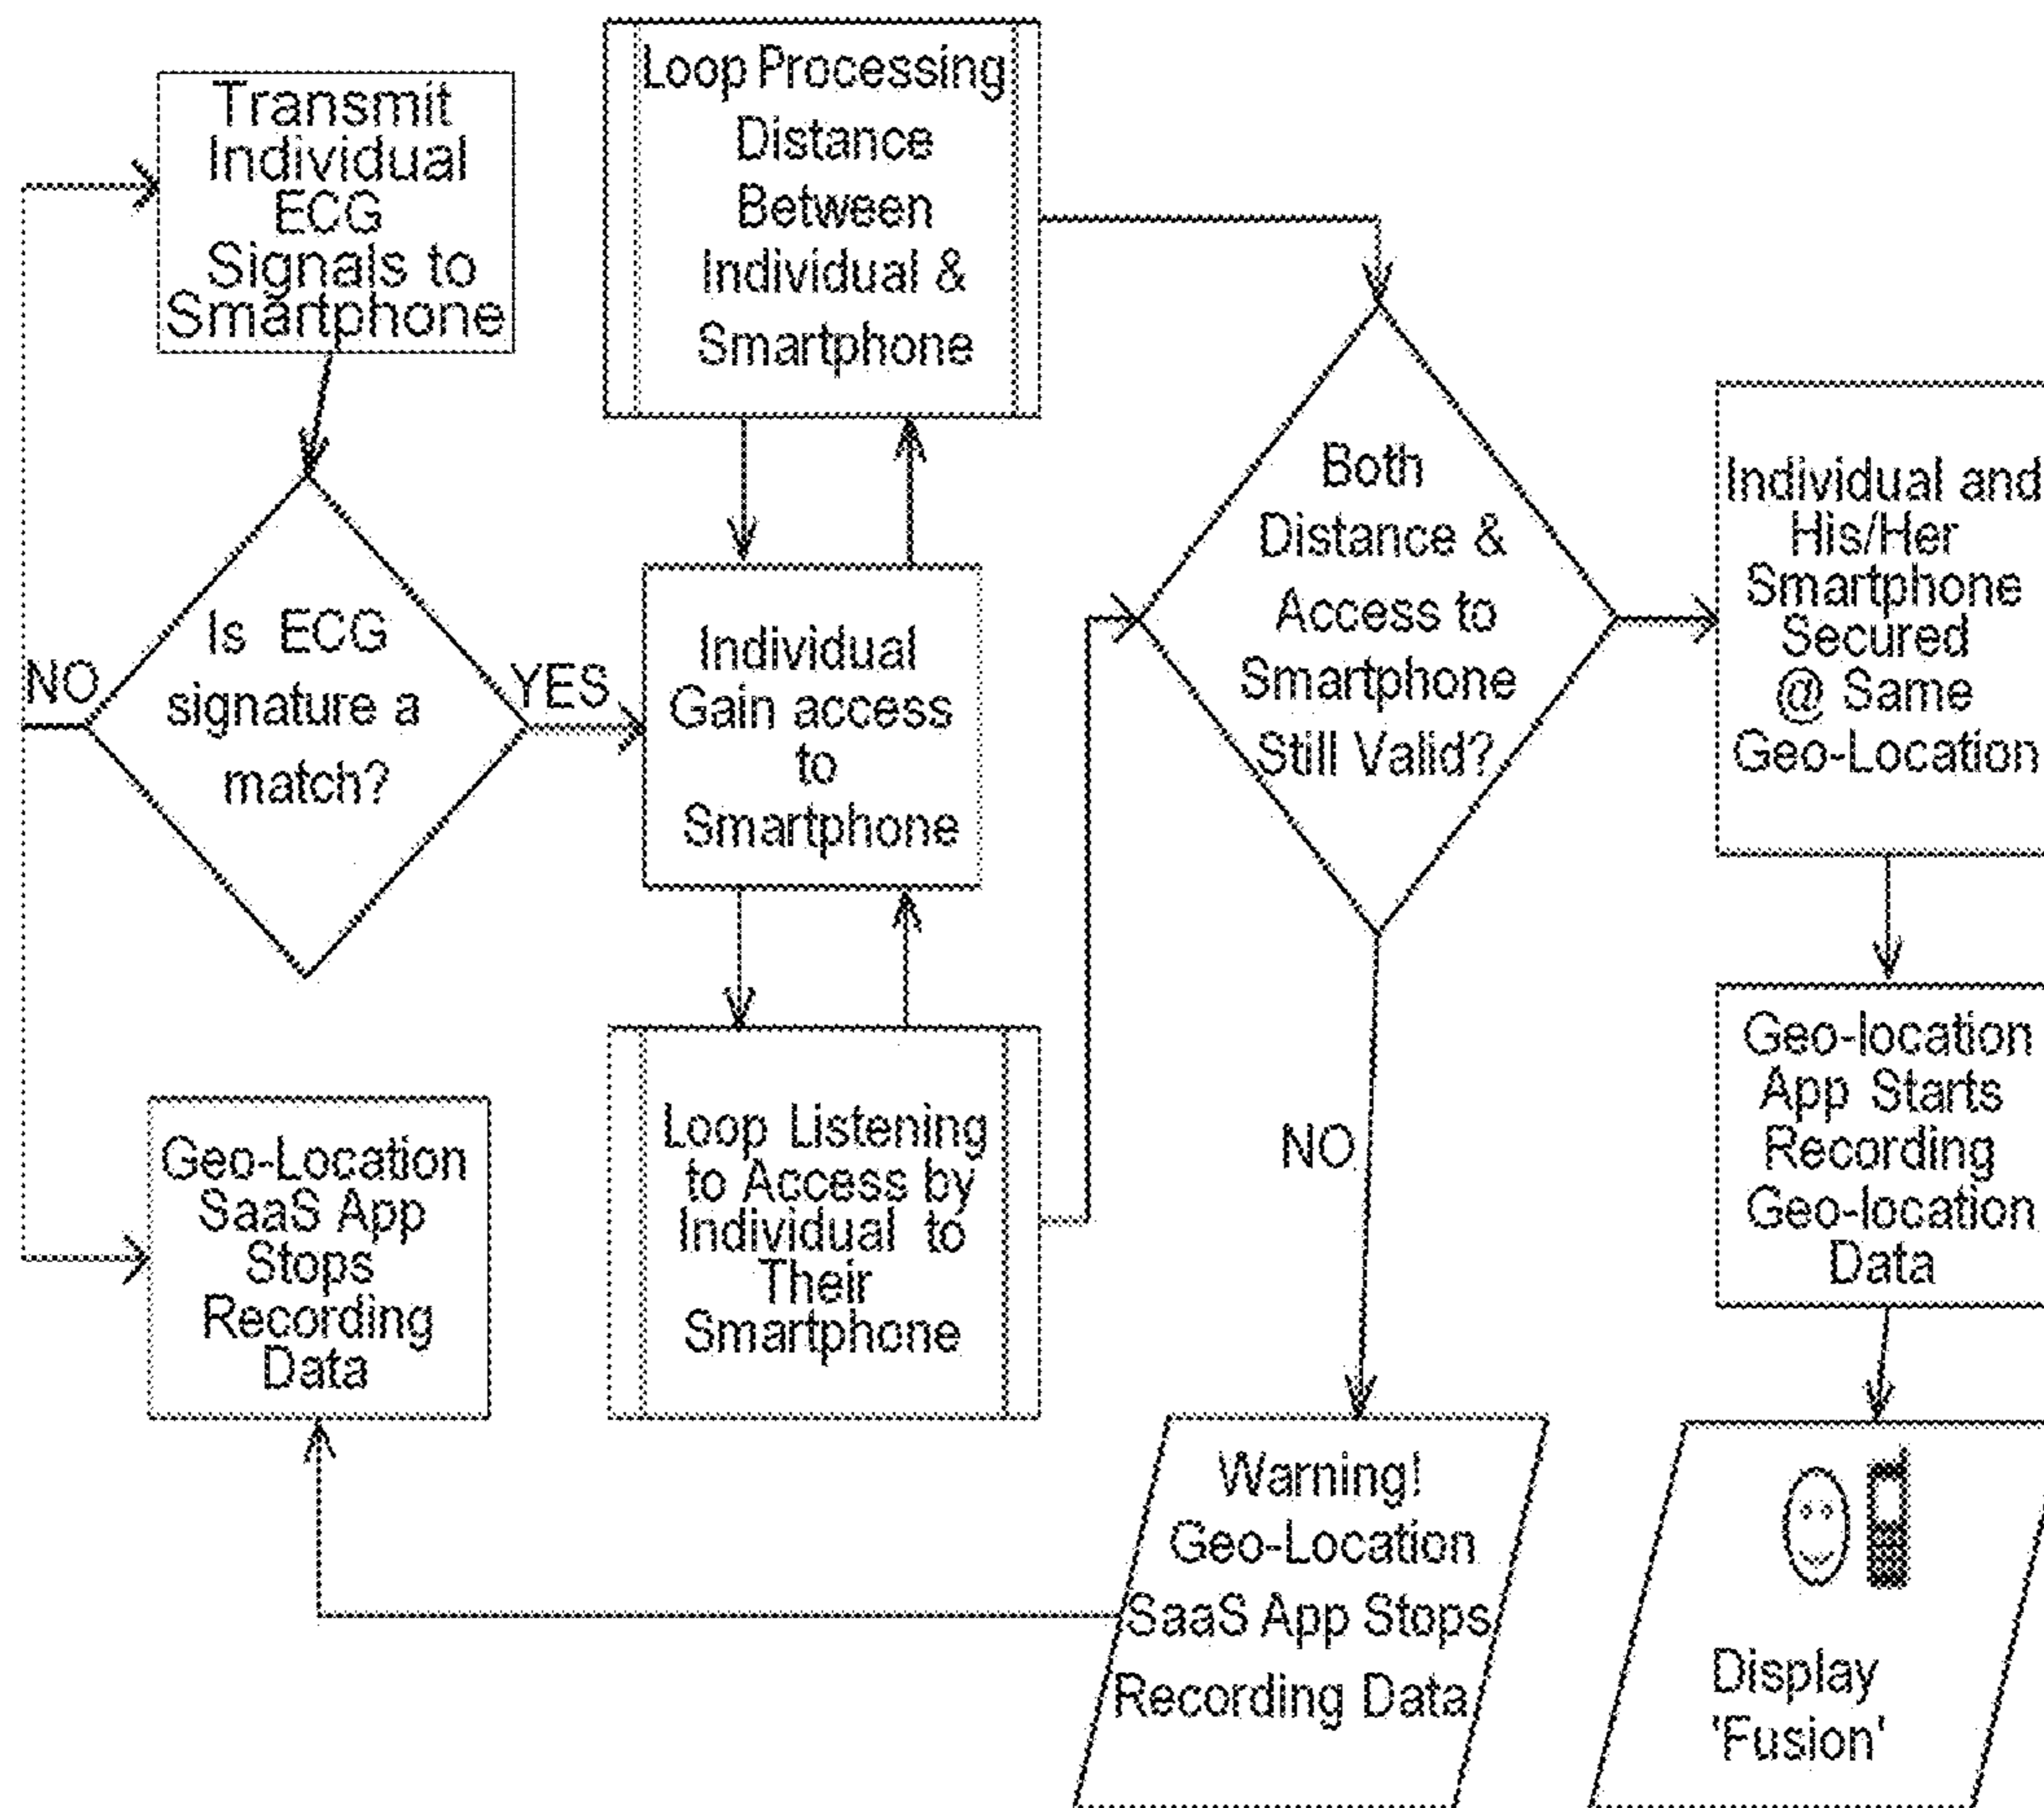 Transmit
Individual
ECG
Signals to
Smartphone
Is ECG
signature a
match?
NO
YES
Geo-Location
SaaS App
Stops
Recording
Data
Loop Processing
Distance
Between
Individual &
Smartphone
Individual
Gain access
to
Smartphone
Loop Listening
to Access by
Individual to
Their
Smartphone
Both
Distance &
Access to
Smartphone
Still Valid?
NO
Warning!
Geo-Location
SaaS App Stops
Recording Data
Individual and
His/Her
Smartphone
Secured
@ Same
Geo-Location
Geo-location
App Starts
Recording
Geo-location
Data
Display
'Fusion'